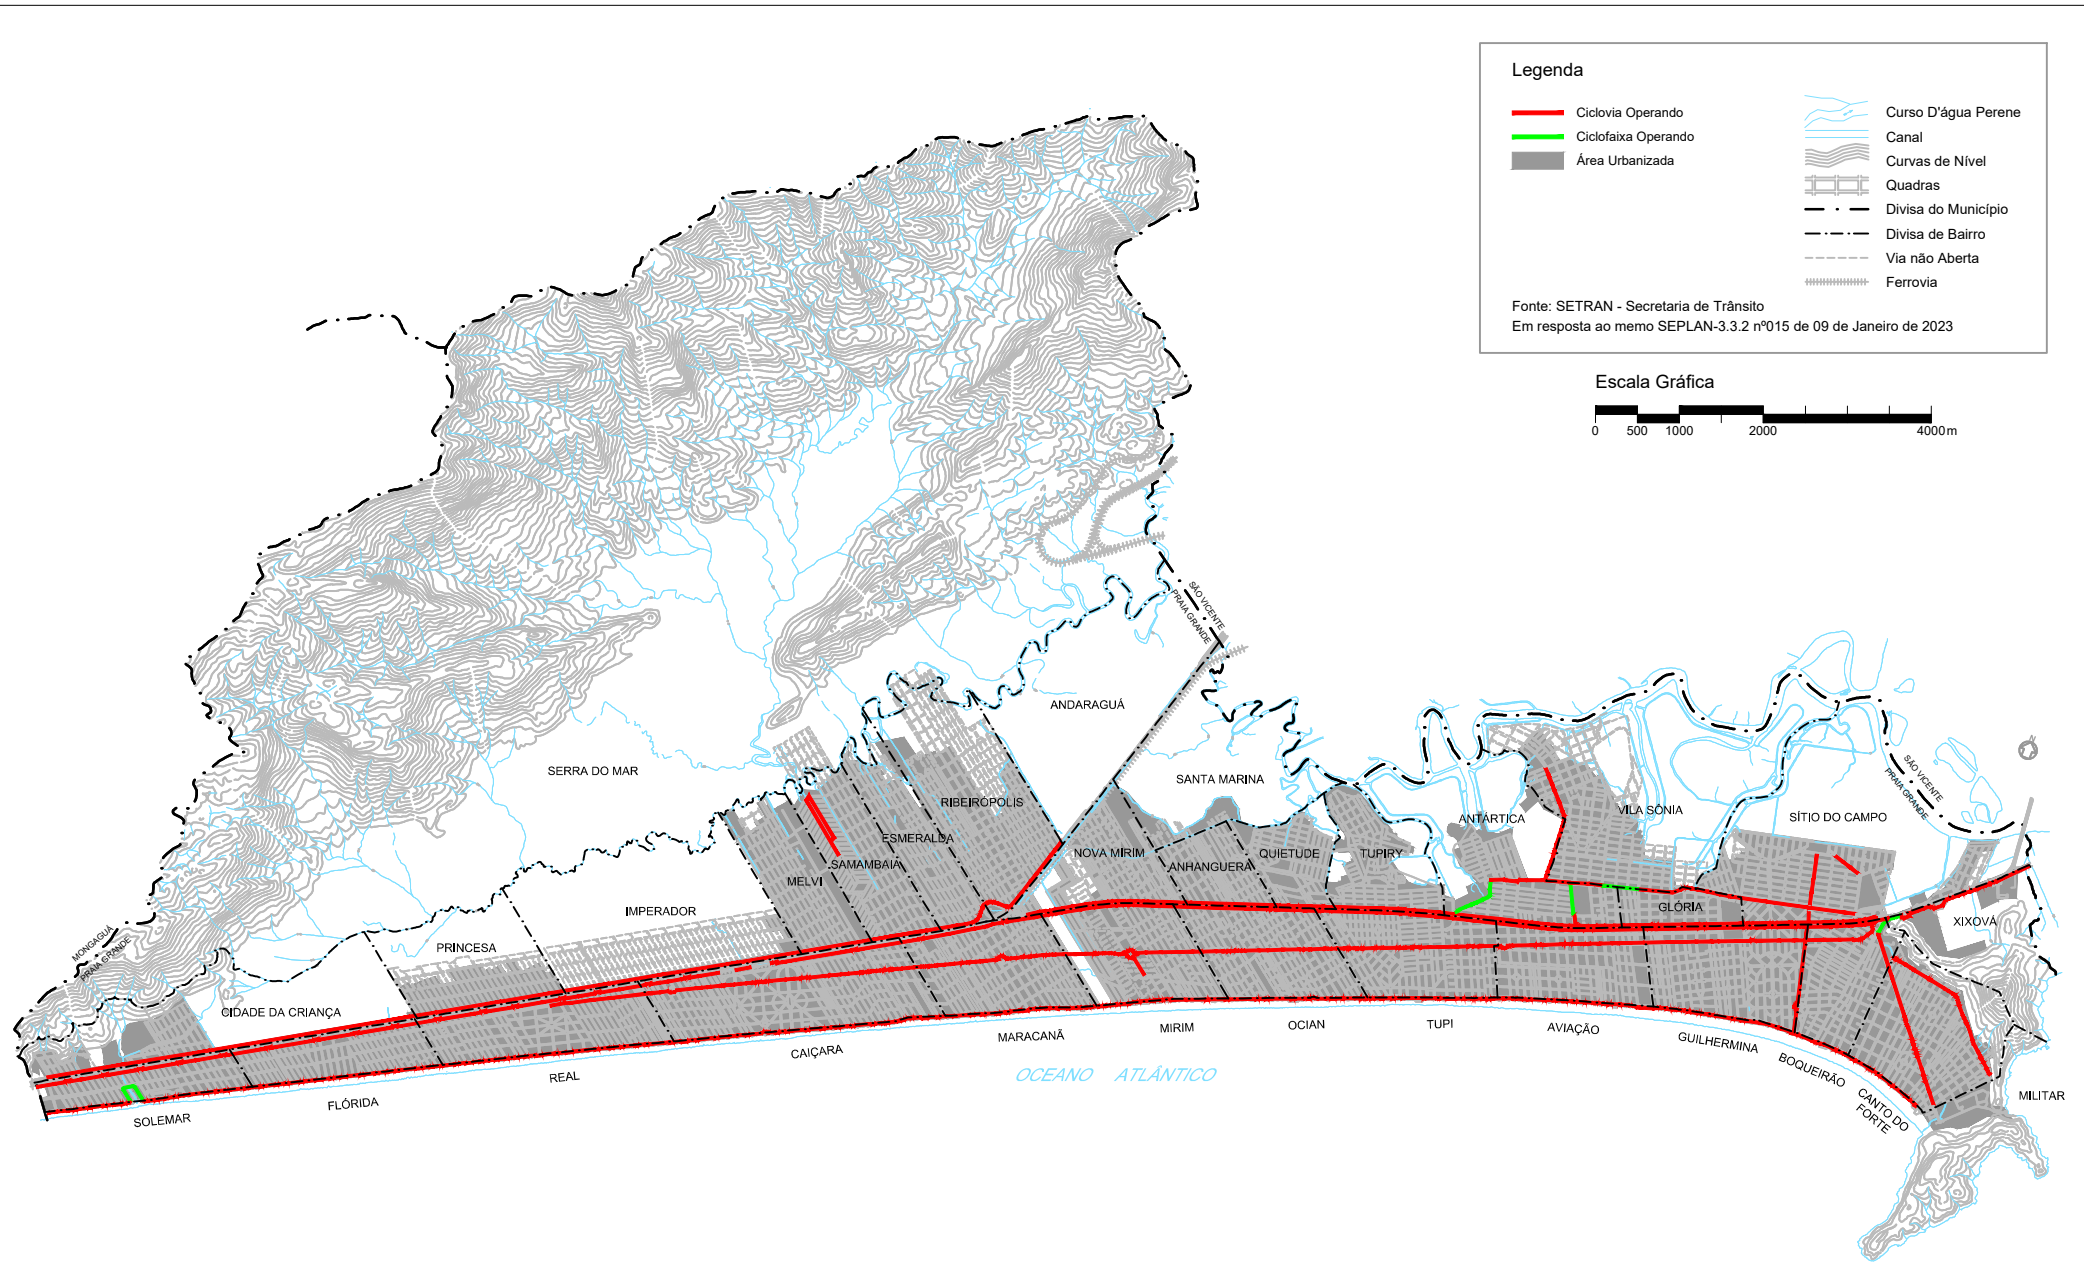 Legenda
Ciclovia Operando
Ciclofaixa Operando
Área Urbanizada
Curso D'água Perene
Canal
Curvas de Nível
Quadras
Divisa do Município
Divisa de Bairro
Via não Aberta
Ferrovia
Fonte: SETRAN - Secretaria de Trânsito
Em resposta ao memo SEPLAN-3.3.2 nº015 de 09 de Janeiro de 2023
Escala Gráfica
0 500 1000 2000 4000m
SÃO VICENTE
PRAIA GRANDE
ANDARAGUÁ
SERRA DO MAR
SANTA MARINA
SÃO VICENTE
PRAIA GRANDE
RIBEIRÓPOLIS
VILA SÔNIA
SÍTIO DO CAMPO
ANTÁRTICA
ESMERALDA
NOVA MIRIM
QUIETUDE
TUPIRY
SAMAMBAIA
ANHANGUERA
MELVI
GLÓRIA
IMPERADOR
XIXOVÁ
PRINCESA
MONGAGUÁ
PRAIA GRANDE
CIDADE DA CRIANÇA
MARACANÃ
MIRIM
OCIAN
TUPI
AVIAÇÃO
GUILHERMINA
CAIÇARA
BOQUEIRÃO
REAL
OCEANO ATLÂNTICO
FLÓRIDA
MILITAR
CANTO DO
FORTE
SOLEMAR